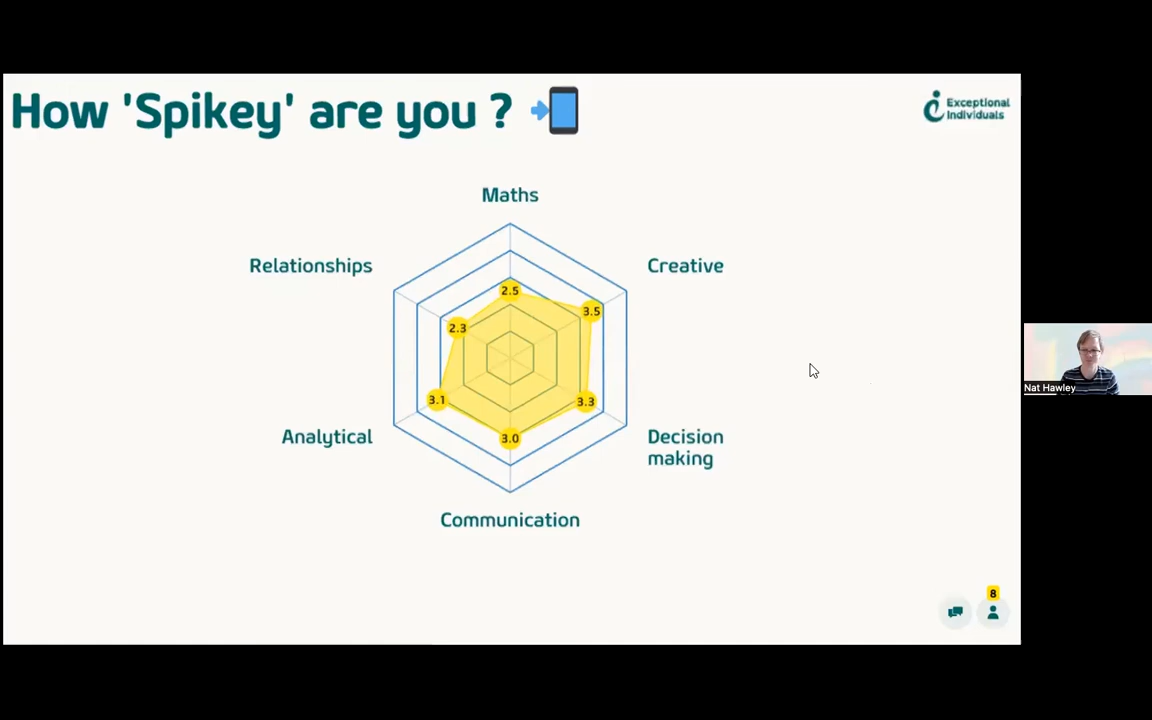 How 'Spikey' are you ?
Exceptional
Individuals
Maths
Relationships
Creative
2.5
3.5
2.3
3.1
3.3
3.0
Analytical
Decision
making
Communication
Nat Hawley
8